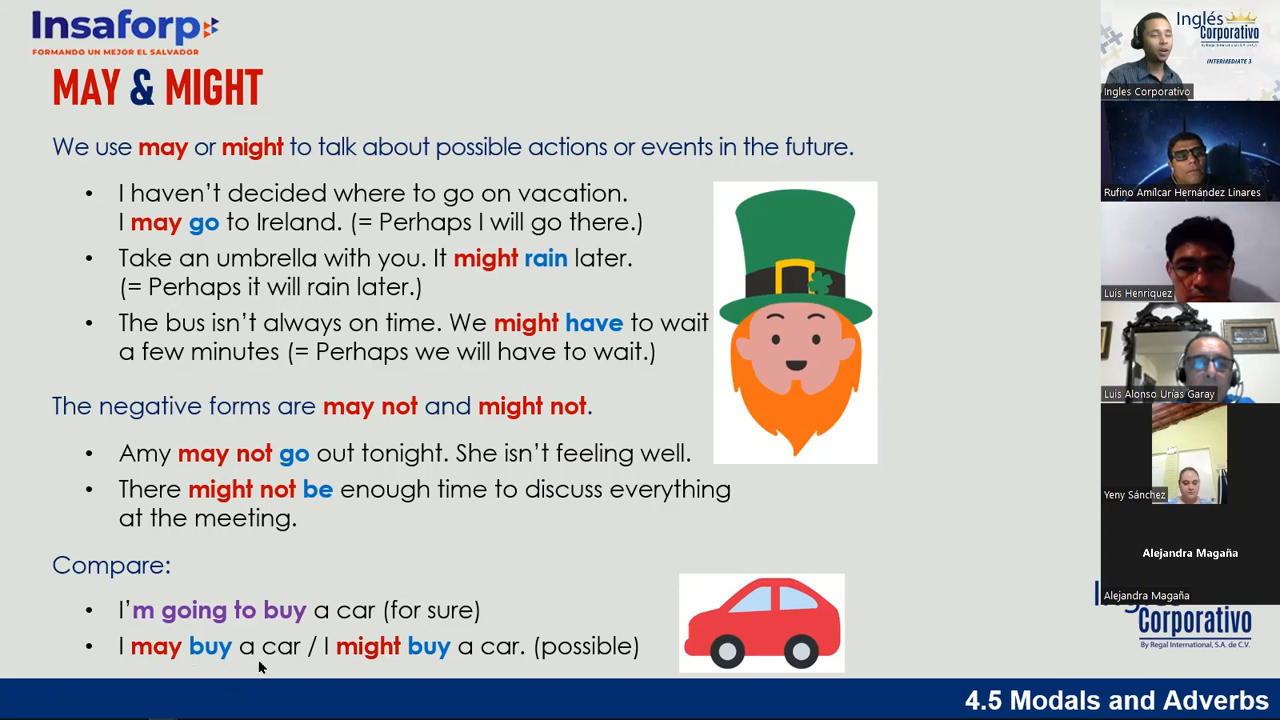 Insaforp
FORMANDO UN MEJOR EL SALVADOR
MAY & MIGHT
We use may or might to talk about possible actions or events in the future.
• I haven't decided where to go on vacation.
I may go to Ireland. (= Perhaps I will go there.)
• Take an umbrella with you. It might rain later.
(= Perhaps it will rain later.)
• The bus isn't always on time. We might have to wait
a few minutes (= Perhaps we will have to wait.)
The negative forms are may not and might not.
• Amy may not go out tonight. She isn't feeling well.
• There might not be enough time to discuss everything
at the meeting.
Compare:
• I'm going to buy a car (for sure)
• I may buy a car / I might buy a car. (possible)
4.5 Modals and Adverbs
Inglés
Corporativo
By Regal International, S.A. de C.V.
INTERMEDIATE 3
Ingles Corporativo
Rufino Amílcar Hernández Linares
Luis Henriquez
Luis Alonso Urías Garay
Yeny Sánchez
Alejandra Magaña
Alejandra Magaña
Corporativo
By Regal International, S.A. de C.V.